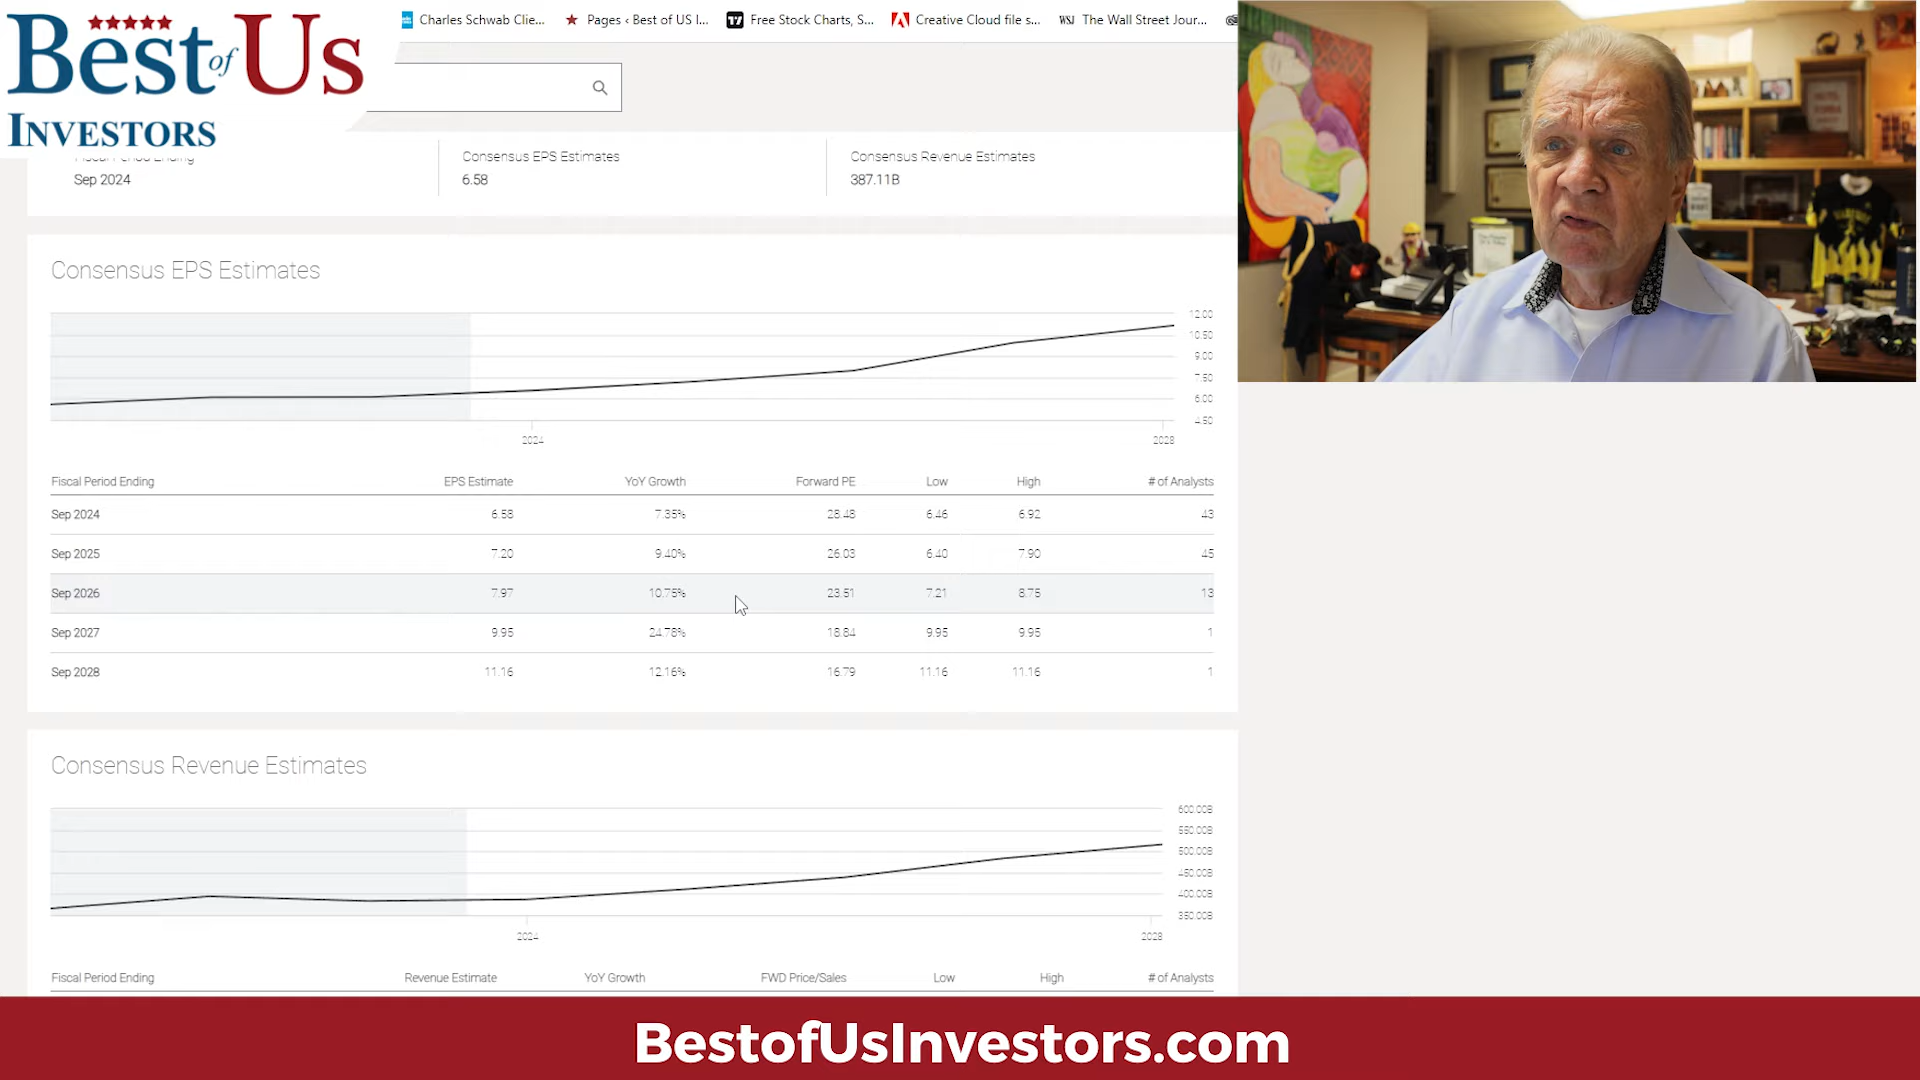 Charles Schwab Clie... Pages ‹ Best of US I... Free Stock Charts, S... Creative Cloud file s... WSJ The Wall Street Jour...
Best of Us
INVESTORS
Fiscal Period Ending Consensus EPS Estimates Consensus Revenue Estimates
Sep 2024 6.58 387.11B
Consensus EPS Estimates
12.00
10.50
9.00
7.50
6.00
4.50
2024 2028
Fiscal Period Ending EPS Estimate YoY Growth Forward PE Low High # of Analysts
Sep 2024 6.58 7.35% 28.48 6.46 6.92 43
Sep 2025 7.20 9.40% 26.03 6.40 7.90 45
Sep 2026 7.97 10.75% 23.51 7.21 8.75 13
Sep 2027 9.95 24.78% 18.84 9.95 9.95 1
Sep 2028 11.16 12.16% 16.79 11.16 11.16 1
Consensus Revenue Estimates
600.00B
550.00B
500.00B
450.00B
400.00B
350.00B
2024 2028
Fiscal Period Ending Revenue Estimate YoY Growth FWD Price/Sales Low High # of Analysts
BestofUsInvestors.com